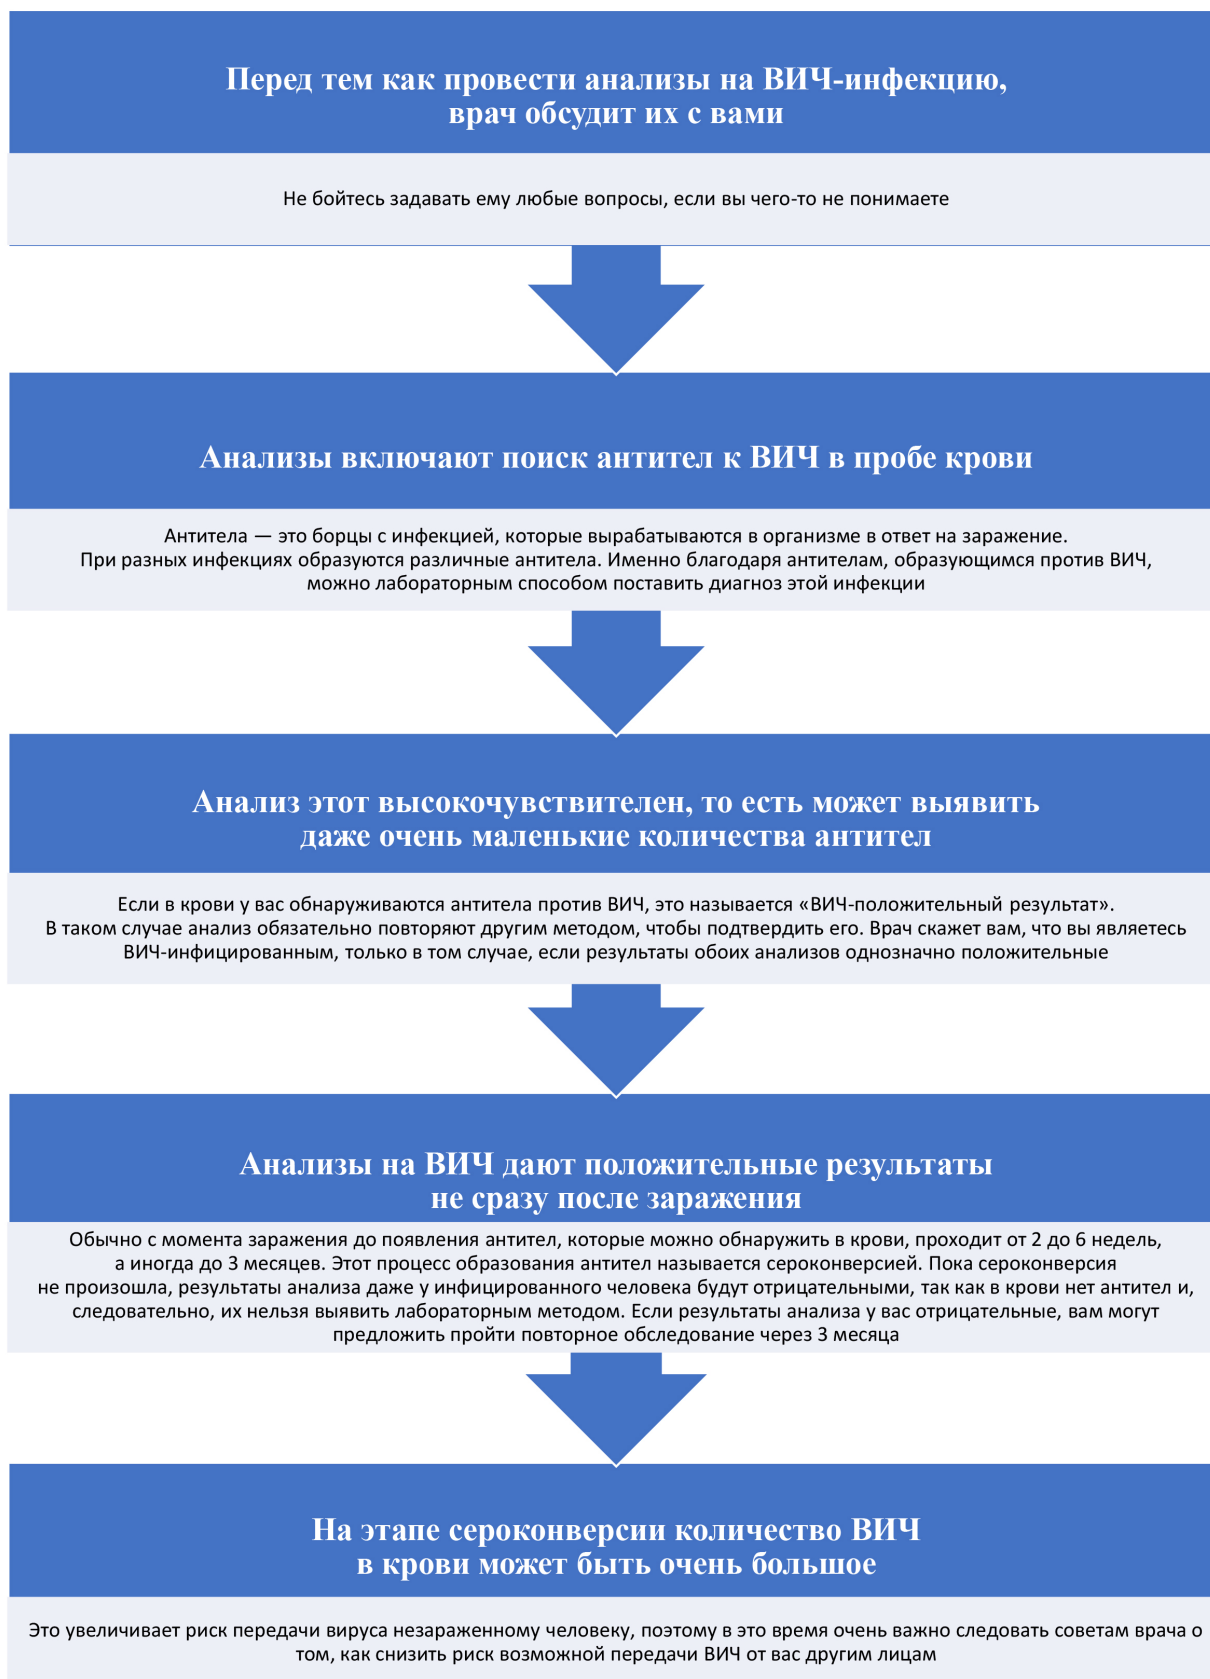 Перед тем как провести анализы на ВИЧ-инфекцию,
врач обсудит их с вами
Не бойтесь задавать ему любые вопросы, если вы чего-то не понимаете
Анализы включают поиск антител к ВИЧ в пробе крови
Антитела — это борцы с инфекцией, которые вырабатываются в организме в ответ на заражение.
При разных инфекциях образуются различные антитела. Именно благодаря антителам, образующимся против ВИЧ,
можно лабораторным способом поставить диагноз этой инфекции
Анализ этот высокочувствителен, то есть может выявить
даже очень маленькие количества антител
Если в крови у вас обнаруживаются антитела против ВИЧ, это называется «ВИЧ-положительный результат».
В таком случае анализ обязательно повторяют другим методом, чтобы подтвердить его. Врач скажет вам, что вы являетесь
ВИЧ-инфицированным, только в том случае, если результаты обоих анализов однозначно положительные
Анализы на ВИЧ дают положительные результаты
не сразу после заражения
Обычно с момента заражения до появления антител, которые можно обнаружить в крови, проходит от 2 до 6 недель,
а иногда до 3 месяцев. Этот процесс образования антител называется сероконверсией. Пока сероконверсия
не произошла, результаты анализа даже у инфицированного человека будут отрицательными, так как в крови нет антител и,
следовательно, их нельзя выявить лабораторным методом. Если результаты анализа у вас отрицательные, вам могут
предложить пройти повторное обследование через 3 месяца
На этапе сероконверсии количество ВИЧ
в крови может быть очень большое
Это увеличивает риск передачи вируса незараженному человеку, поэтому в это время очень важно следовать советам врача о
том, как снизить риск возможной передачи ВИЧ от вас другим лицам